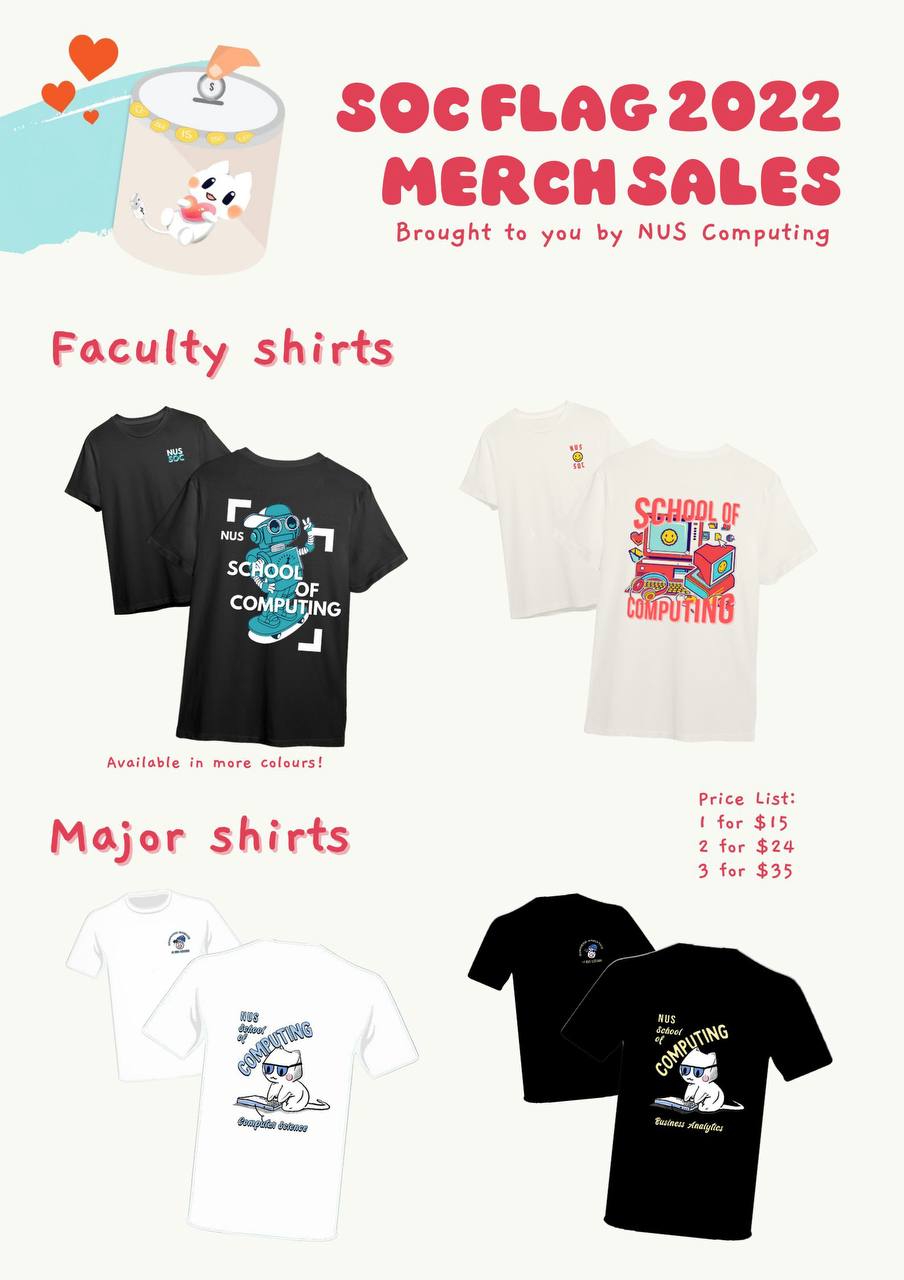 SOC FLAG 2022
MERCH SALES
Brought to you by NUS Computing
$
IS
Faculty shirts
NUS
SOC
NUS
SCHOOL
OF
COMPUTING
NUS
SOC
SCHOOL OF
COMPUTING
Available in more colours!
Price List:
1 for $15
2 for $24
3 for $35
Major shirts
NUS
School
of
COMPUTING
Computer Science
NUS
School
of
COMPUTING
Business Analytics